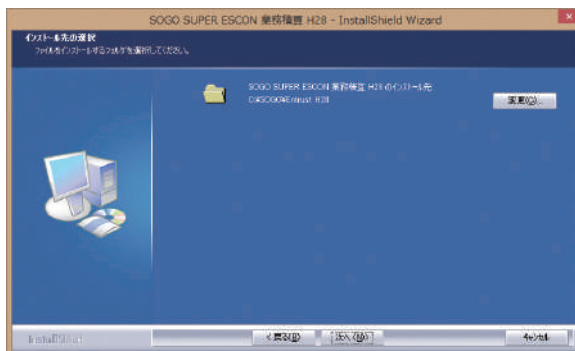 SOGO SUPER ESCON 業務積算 H28 - InstallShield Wizard
インストール先の選択
ファイルをインストールするフォルダを選択してください。
SOGO SUPER ESCON 業務積算 H28 のインストール先
変更(C)...
InstallShield
< 戻る(B)
次へ(N) >
キャンセル